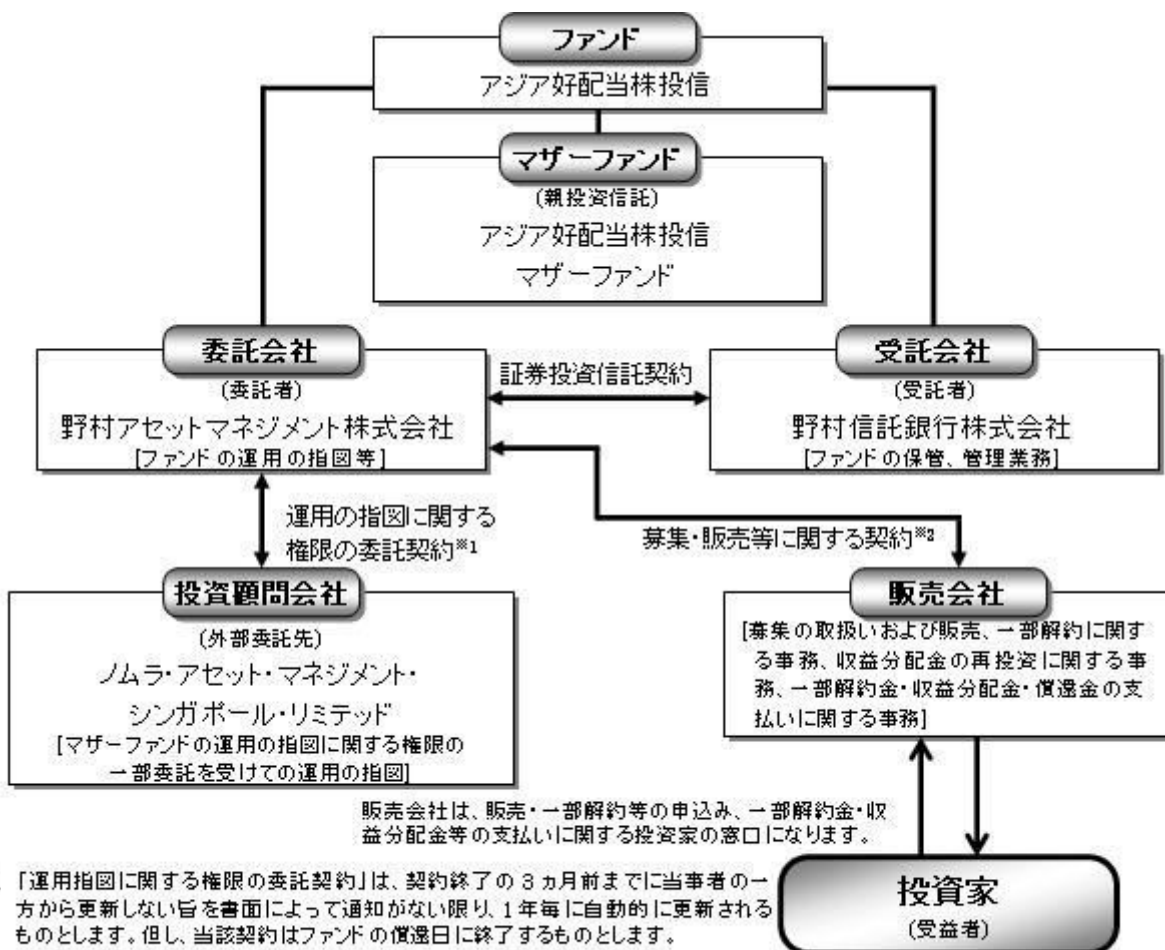 ファンド
アジア好配当株投信
マザーファンド
(親投資信託)
アジア好配当株投信
マザーファンド
委託会社
(委託者)
野村アセットマネジメント株式会社
[ファンドの運用の指図等]
証券投資信託契約
受託会社
(受託者)
野村信託銀行株式会社
[ファンドの保管、管理業務]
運用の指図に関する
権限の委託契約※1
募集・販売等に関する契約※2
投資顧問会社
(外部委託先)
ノムラ・アセット・マネジメント・
シンガポール・リミテッド
[マザーファンドの運用の指図に関する権限の
一部委託を受けての運用の指図]
販売会社
[募集の取扱いおよび販売、一部解約に関す
る事務、収益分配金の再投資に関する事
務、一部解約金・収益分配金・償還金の支
払いに関する事務]
販売会社は、販売・一部解約等の申込み、一部解約金・収
益分配金等の支払いに関する投資家の窓口になります。
投資家
(受益者)
「運用指図に関する権限の委託契約」は、契約終了の3ヵ月前までに当事者の一
方から更新しない旨を書面によって通知がない限り、1年毎に自動的に更新される
ものとします。但し、当該契約はファンドの償還日に終了するものとします。